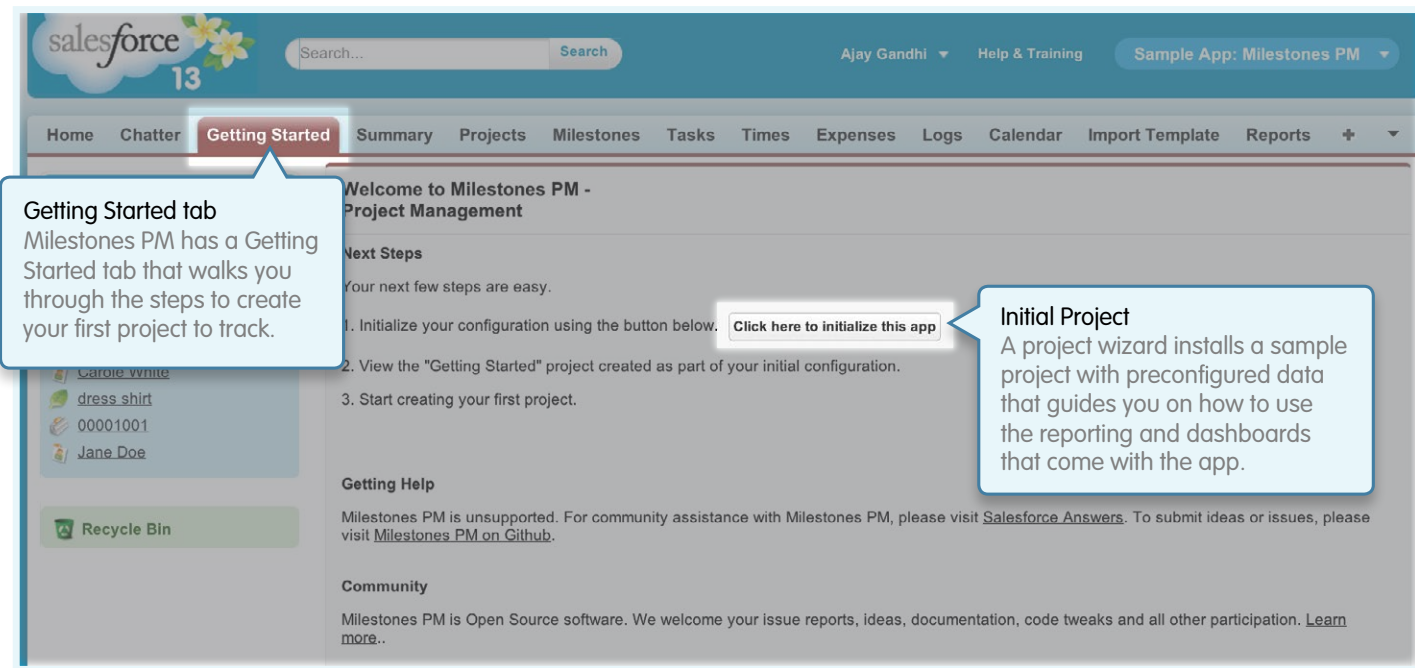 salesforce
13
Search...
Search
Ajay Gandhi
Help & Training
Sample App: Milestones PM
Home Chatter Getting Started Summary Projects Milestones Tasks Times Expenses Logs Calendar Import Template Reports +
Getting Started tab
Milestones PM has a Getting
Started tab that walks you
through the steps to create
your first project to track.
Carole White
dress shirt
00001001
Jane Doe
Recycle Bin
Welcome to Milestones PM -
Project Management
Next Steps
Your next few steps are easy.
1. Initialize your configuration using the button below. Click here to initialize this app
2. View the "Getting Started" project created as part of your initial configuration.
3. Start creating your first project.
Initial Project
A project wizard installs a sample
project with preconfigured data
that guides you on how to use
the reporting and dashboards
that come with the app.
Getting Help
Milestones PM is unsupported. For community assistance with Milestones PM, please visit Salesforce Answers. To submit ideas or issues, please
visit Milestones PM on Github.
Community
Milestones PM is Open Source software. We welcome your issue reports, ideas, documentation, code tweaks and all other participation. Learn
more..